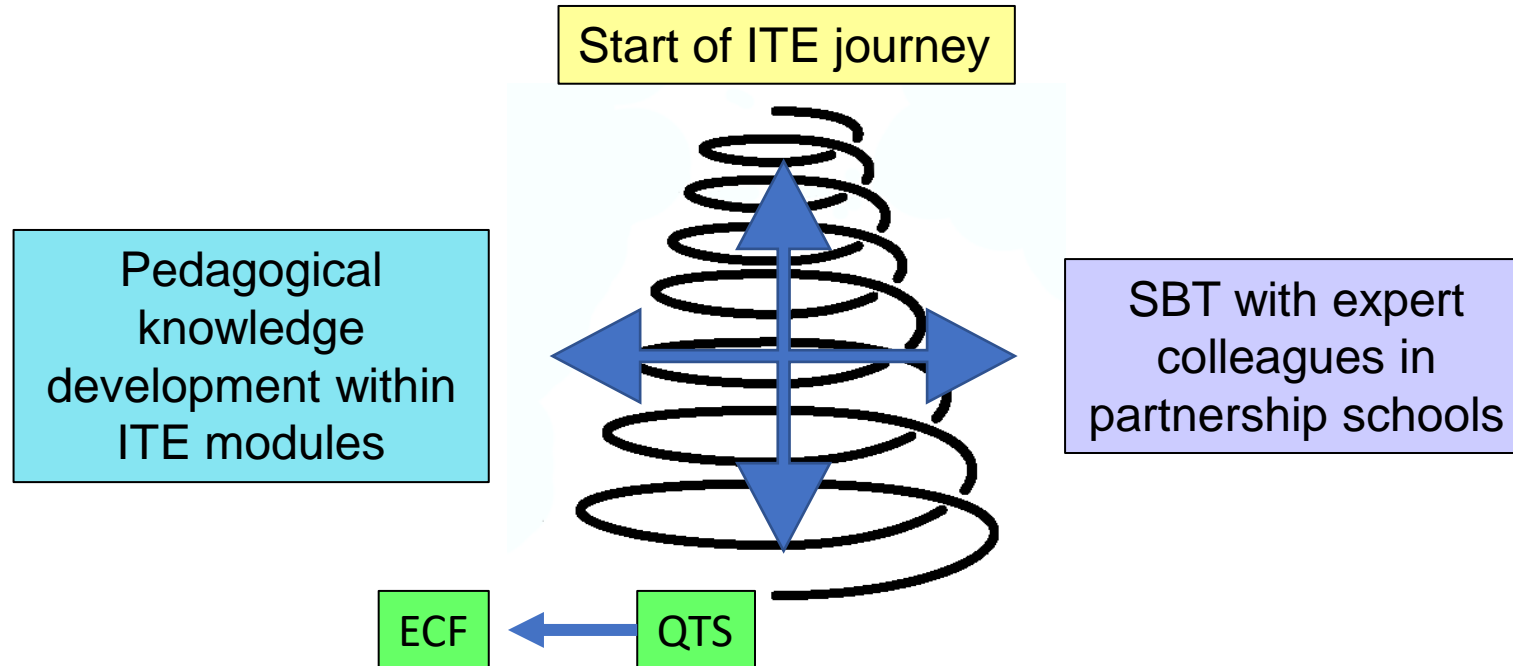 Start of ITE journey
Pedagogical
knowledge
development within
ITE modules
SBT with expert
colleagues in
partnership schools
ECF
QTS